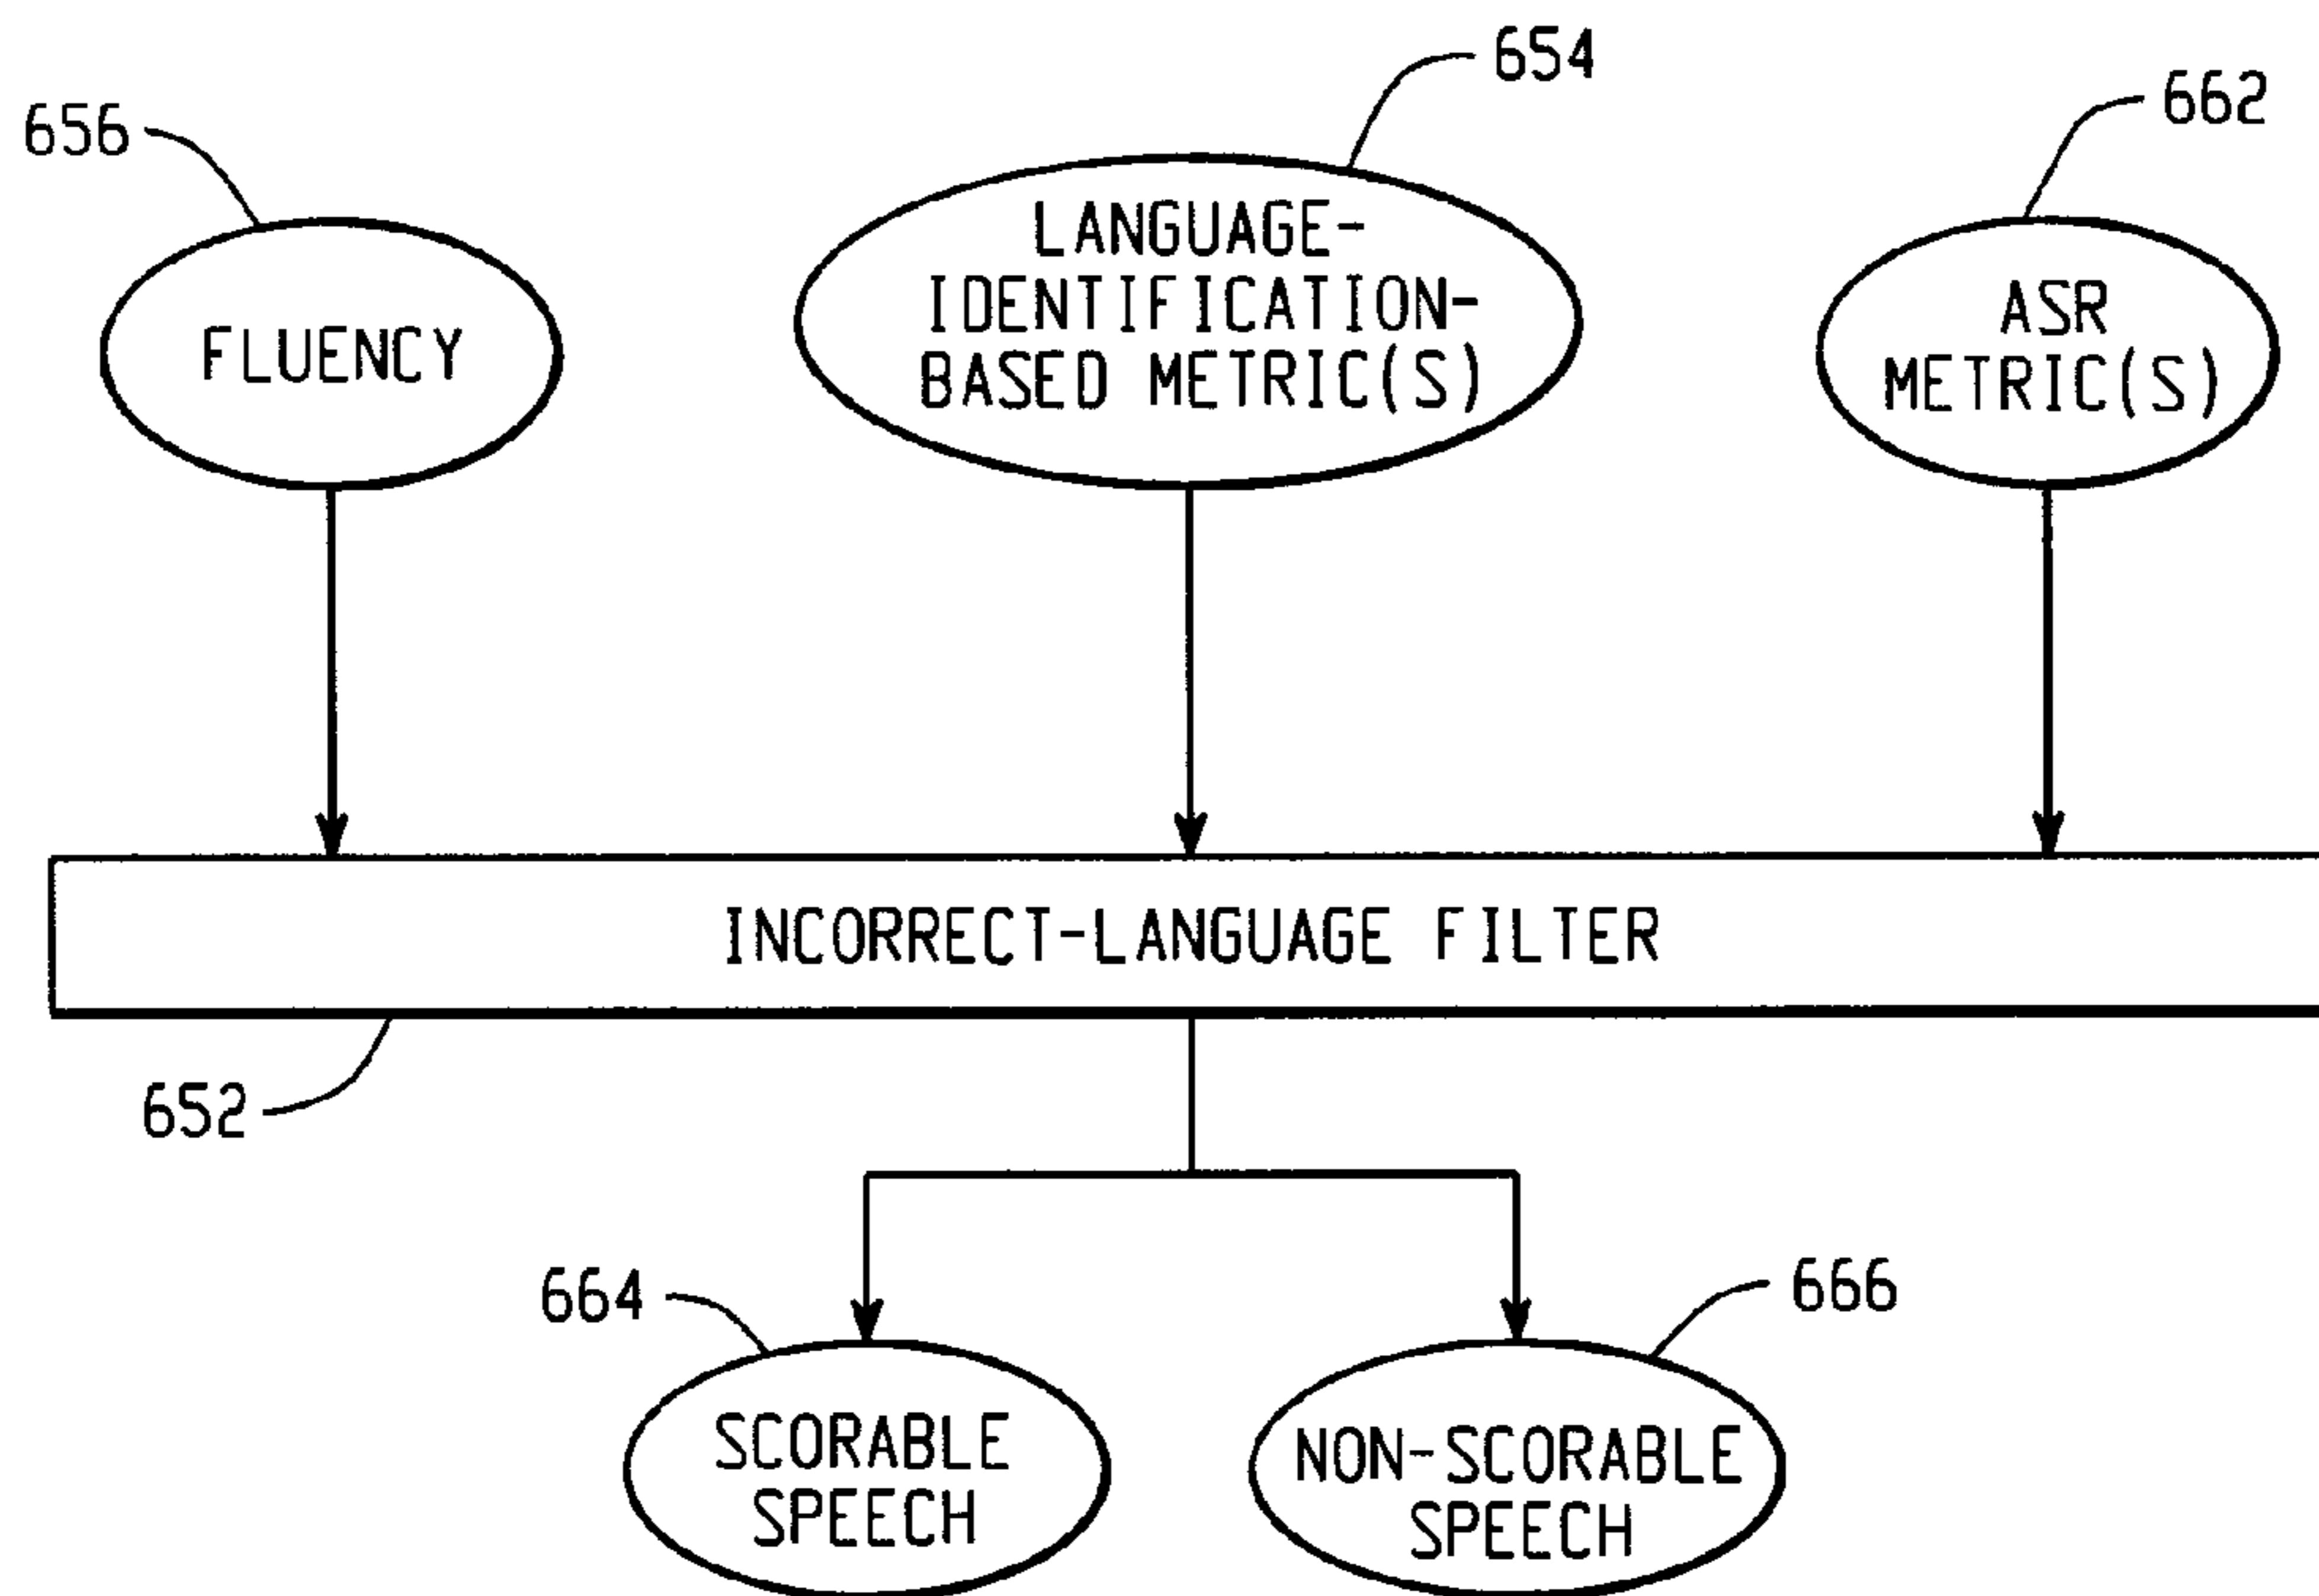 654
662
656
LANGUAGE-
IDENTIFICATION-
BASED METRIC(S)
FLUENCY
ASR
METRIC(S)
INCORRECT-LANGUAGE FILTER
652
664
666
SCORABLE
SPEECH
NON-SCORABLE
SPEECH